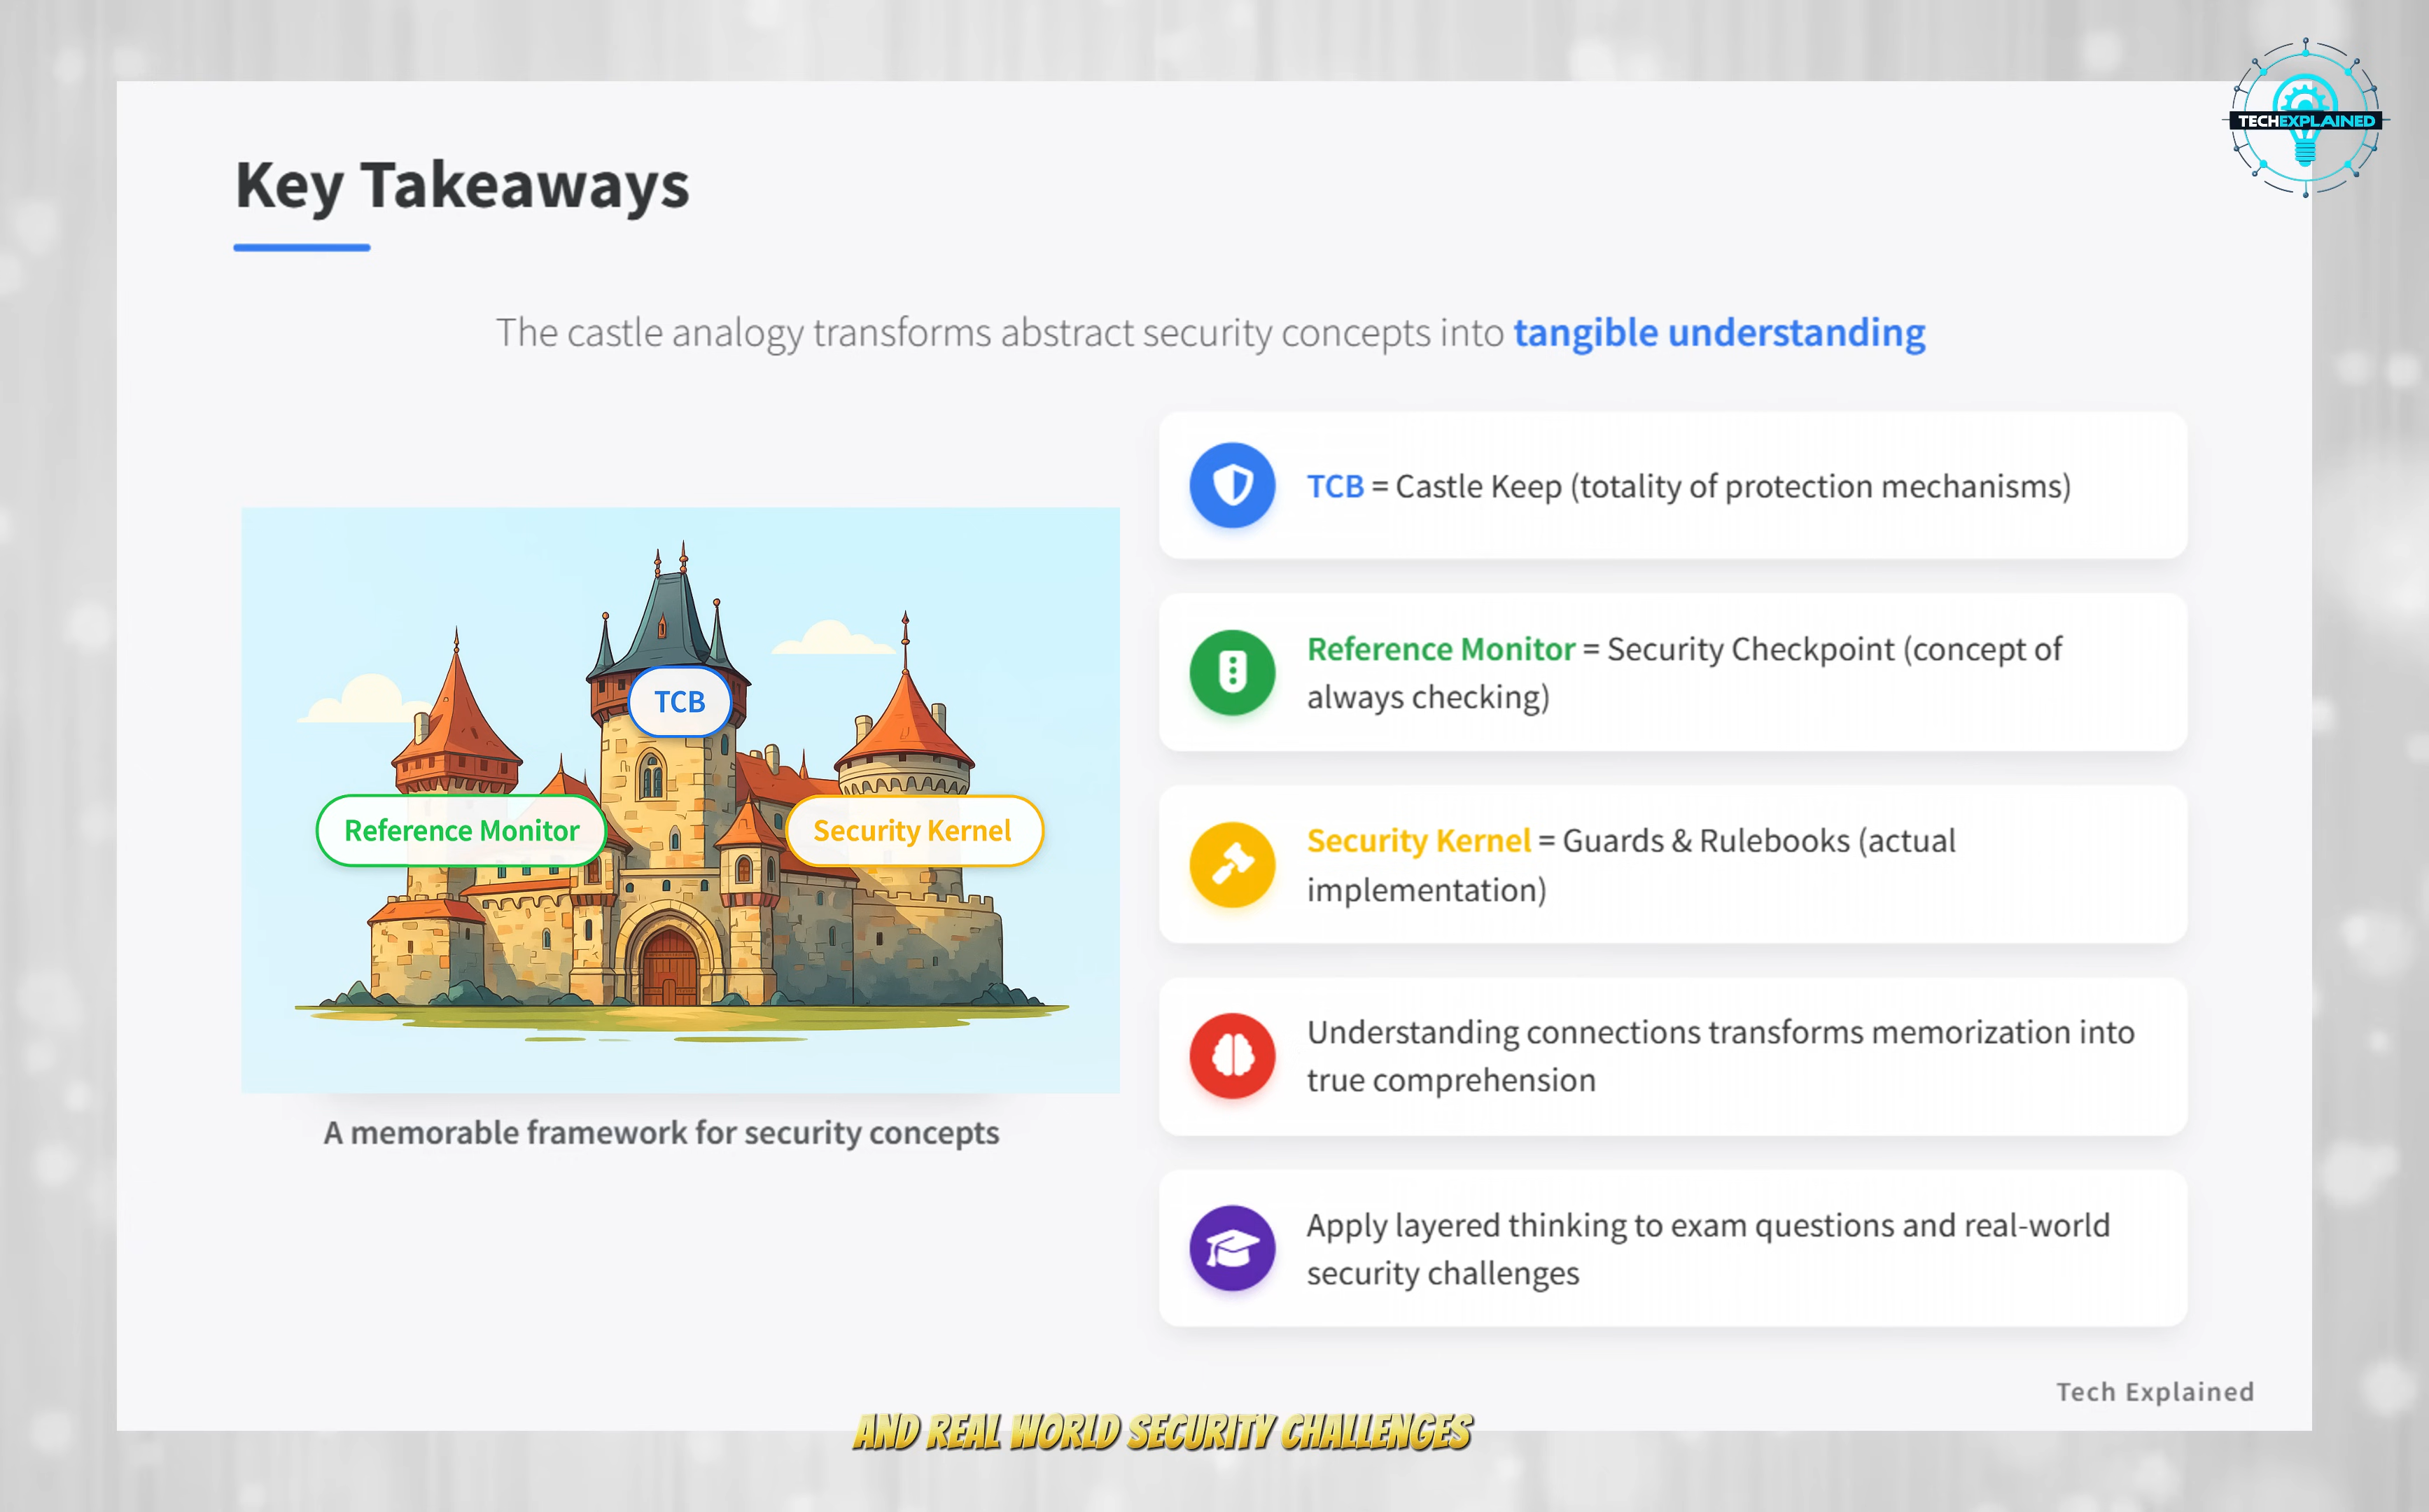 TECHEXPLAINED
Key Takeaways
The castle analogy transforms abstract security concepts into tangible understanding
TCB
Reference Monitor
Security Kernel
A memorable framework for security concepts
TCB = Castle Keep (totality of protection mechanisms)
Reference Monitor = Security Checkpoint (concept of
always checking)
Security Kernel = Guards & Rulebooks (actual
implementation)
Understanding connections transforms memorization into
true comprehension
Apply layered thinking to exam questions and real-world
security challenges
Tech Explained
AND REAL WORLD SECURITY CHALLENGES